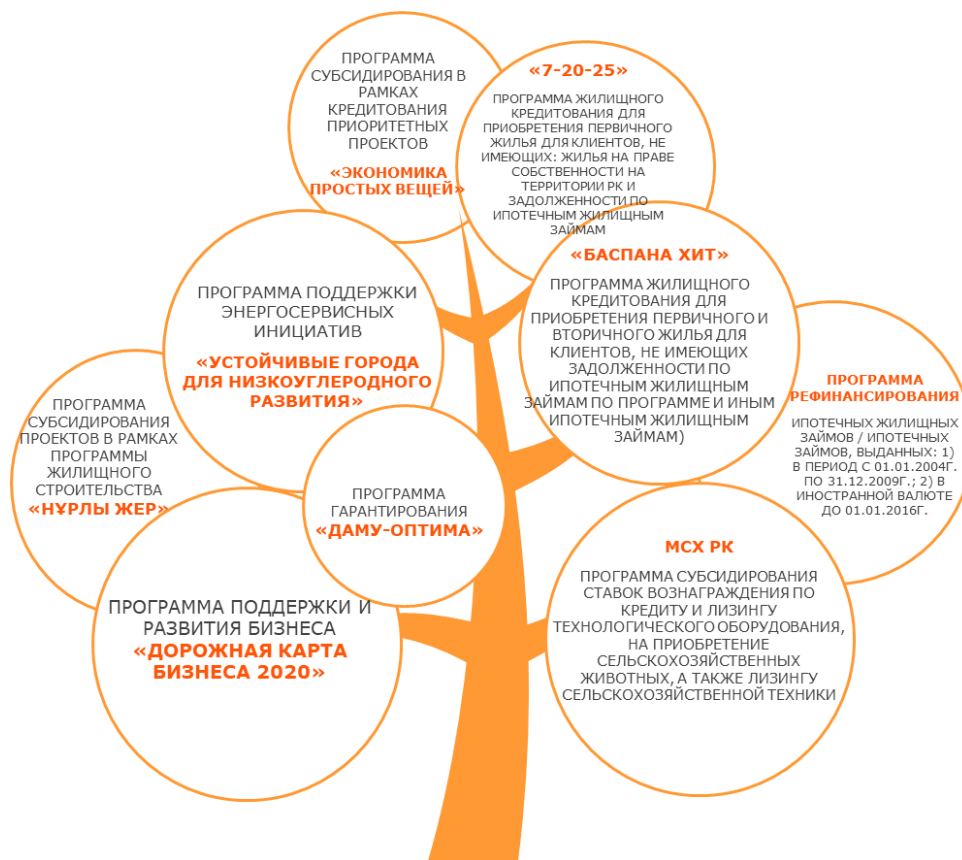 ПРОГРАММА
СУБСИДИРОВАНИЯ В
РАМКАХ
КРЕДИТОВАНИЯ
ПРИОРИТЕТНЫХ
ПРОЕКТОВ
«ЭКОНОМИКА
ПРОСТЫХ ВЕЩЕЙ»
«7-20-25»
ПРОГРАММА ЖИЛИЩНОГО
КРЕДИТОВАНИЯ ДЛЯ
ПРИОБРЕТЕНИЯ ПЕРВИЧНОГО
ЖИЛЬЯ ДЛЯ КЛИЕНТОВ, НЕ
ИМЕЮЩИХ: ЖИЛЬЯ НА ПРАВЕ
СОБСТВЕННОСТИ НА
ТЕРРИТОРИИ РК И
ЗАДОЛЖЕННОСТИ ПО
ИПОТЕЧНЫМ ЖИЛИЩНЫМ
ЗАЙМАМ
ПРОГРАММА ПОДДЕРЖКИ
ЭНЕРГОСЕРВИСНЫХ
ИНИЦИАТИВ
«УСТОЙЧИВЫЕ ГОРОДА
ДЛЯ НИЗКОУГЛЕРОДНОГО
РАЗВИТИЯ»
«БАСПАНА ХИТ»
ПРОГРАММА ЖИЛИЩНОГО
КРЕДИТОВАНИЯ ДЛЯ
ПРИОБРЕТЕНИЯ ПЕРВИЧНОГО И
ВТОРИЧНОГО ЖИЛЬЯ ДЛЯ
КЛИЕНТОВ, НЕ ИМЕЮЩИХ
ЗАДОЛЖЕННОСТИ ПО
ИПОТЕЧНЫМ ЖИЛИЩНЫМ
ЗАЙМАМ ПО ПРОГРАММЕ И ИНЫМ
ИПОТЕЧНЫМ ЖИЛИЩНЫМ
ЗАЙМАМ)
ПРОГРАММА
РЕФИНАНСИРОВАНИЯ
ИПОТЕЧНЫХ ЖИЛИЩНЫХ
ЗАЙМОВ / ИПОТЕЧНЫХ
ЗАЙМОВ, ВЫДАННЫХ: 1)
В ПЕРИОД С 01.01.2004Г.
ПО 31.12.2009Г.; 2) В
ИНОСТРАННОЙ ВАЛЮТЕ
ДО 01.01.2016Г.
ПРОГРАММА
СУБСИДИРОВАНИЯ
ПРОЕКТОВ В РАМКАХ
ПРОГРАММЫ
ЖИЛИЩНОГО
СТРОИТЕЛЬСТВА
«НҰРЛЫ ЖЕР»
ПРОГРАММА
ГАРАНТИРОВАНИЯ
«ДАМУ-ОПТИМА»
ПРОГРАММА ПОДДЕРЖКИ И
РАЗВИТИЯ БИЗНЕСА
«ДОРОЖНАЯ КАРТА
БИЗНЕСА 2020»
МСХ РК
ПРОГРАММА СУБСИДИРОВАНИЯ
СТАВОК ВОЗНАГРАЖДЕНИЯ ПО
КРЕДИТУ И ЛИЗИНГУ
ТЕХНОЛОГИЧЕСКОГО ОБОРУДОВАНИЯ,
НА ПРИОБРЕТЕНИЕ
СЕЛЬСКОХОЗЯЙСТВЕННЫХ
ЖИВОТНЫХ, А ТАКЖЕ ЛИЗИНГУ
СЕЛЬСКОХОЗЯЙСТВЕННОЙ ТЕХНИКИ